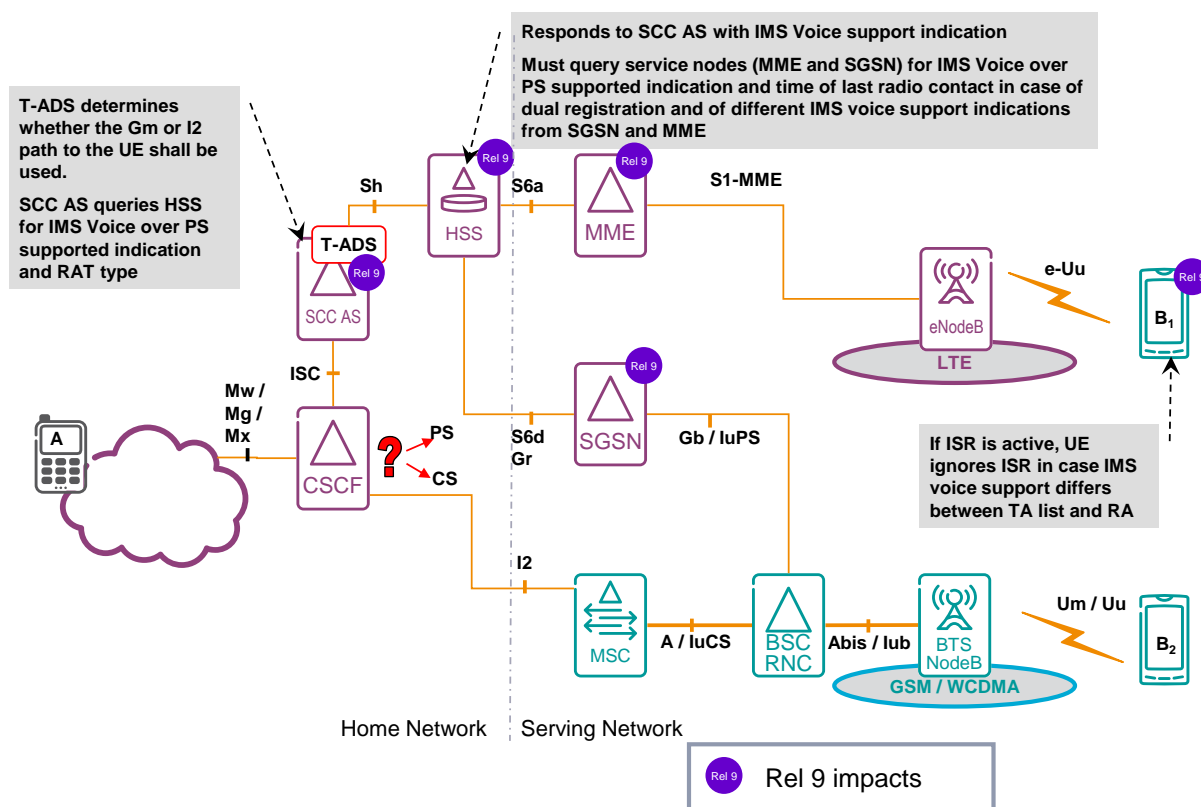 Responds to SCC AS with IMS Voice support indication
Must query service nodes (MME and SGSN) for IMS Voice over
PS supported indication and time of last radio contact in case of
dual registration and of different IMS voice support indications
from SGSN and MME
T-ADS determines
whether the Gm or I2
path to the UE shall be
used.
SCC AS queries HSS
for IMS Voice over PS
supported indication
and RAT type
Rel 9
Rel 9
Sh
S6a
S1-MME
HSS
MME
T-ADS
Rel 9
SCC AS
e-Uu
Rel 9
B1
eNodeB
LTE
ISC
Rel 9
Mw /
Mg /
Mx
A
CSCF
?
PS
CS
S6d
Gr
SGSN
Gb / IuPS
If ISR is active, UE
ignores ISR in case IMS
voice support differs
between TA list and RA
I2
MSC
A / IuCS
BSC
RNC
Abis / Iub
BTS
NodeB
Um / Uu
B2
GSM / WCDMA
Home Network
Serving Network
Rel 9
Rel 9 impacts